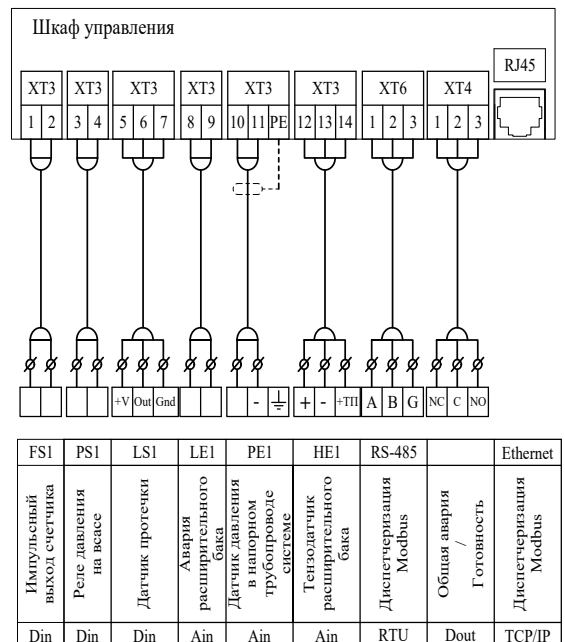 Шкаф управления
RJ45
XT3 XT3 XT3 XT3 XT3 XT3 XT6 XT4
1 2 3 4 5 6 7 8 9 10 11 PE 12 13 14 1 2 3 1 2 3
+V Out Gnd - + - +ТП A B G NC C NO
FS1 PS1 LS1 LE1 PE1 HE1 RS-485 Ethernet
Импульсный
выход счетчика
Реле давления
на всасе
Датчик протечки
Авария
расширительного
бака
Датчик давления
в напорном
трубопроводе
системе
Тензодатчик
расширительного
бака
Диспетчеризация
Modbus
Общая авария
/
Готовность
Диспетчеризация
Modbus
Din Din Din Ain Ain Ain RTU Dout TCP/IP